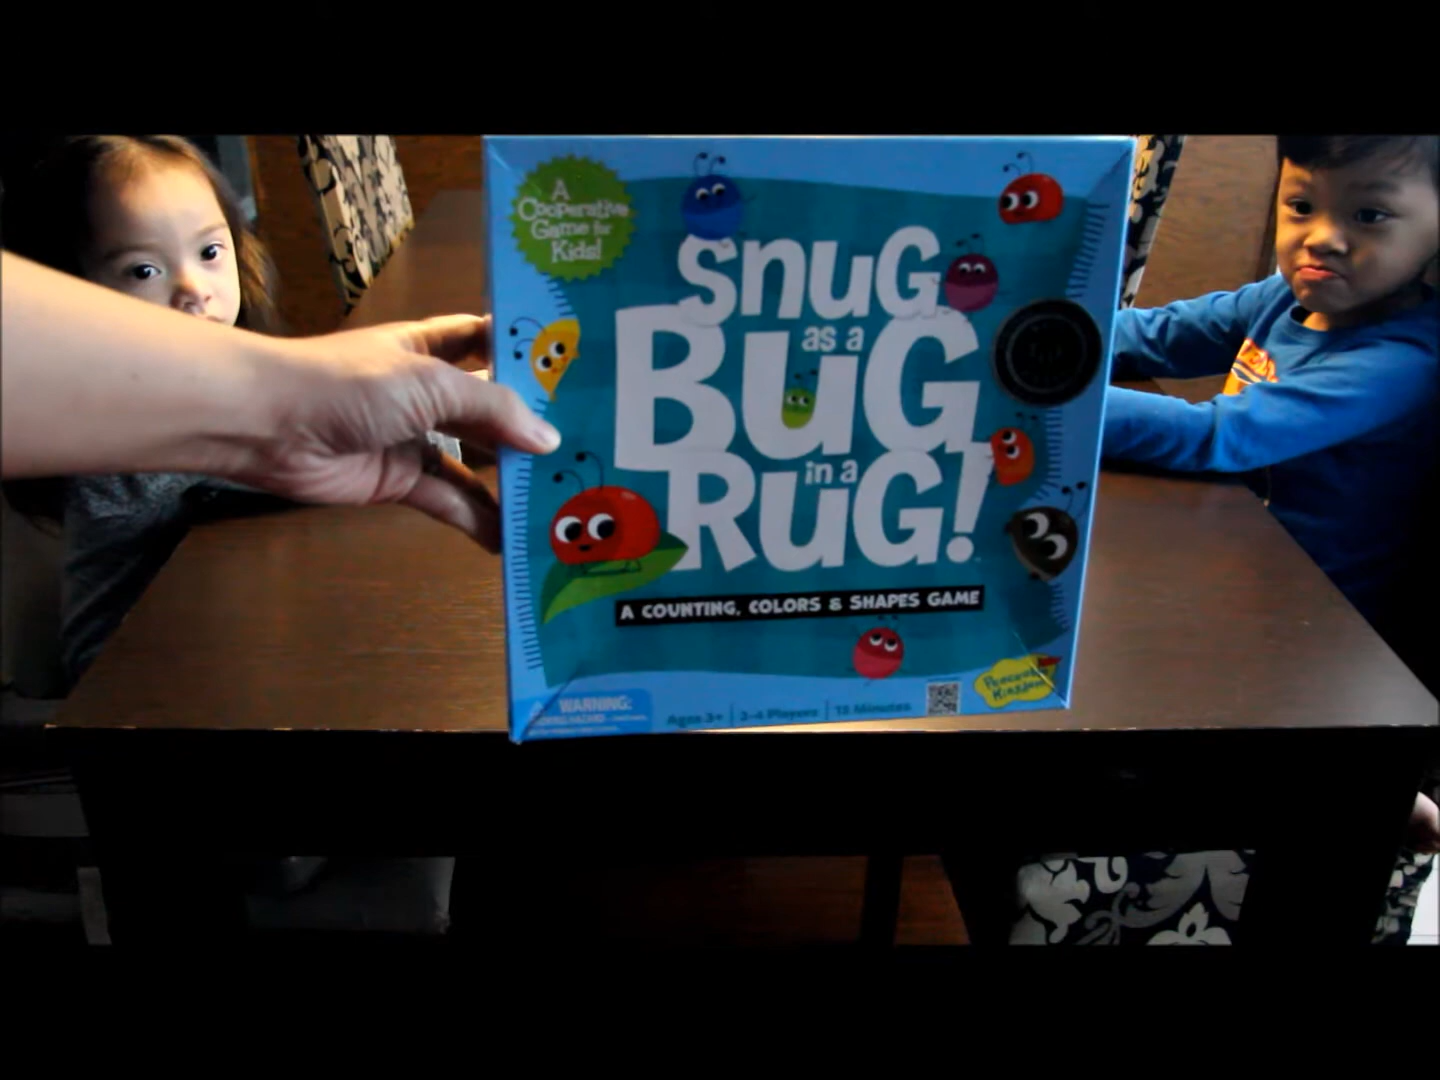 A
Cooperative
Game for
Kids!
Snug
as a
Bug
in a
Rug!
A COUNTING, COLORS & SHAPES GAME
WARNING:
Ages 3+ | 2-4 Players | 15 Minutes
Peaceable
Kingdom